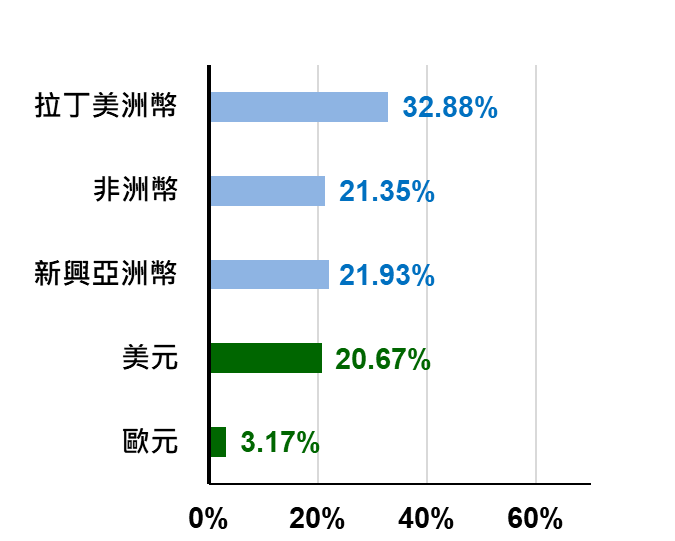 拉丁美洲幣 32.88%
非洲幣 21.35%
新興亞洲幣 21.93%
美元 20.67%
歐元 3.17%
0% 20% 40% 60%